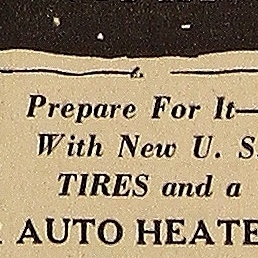 Prepare For It—
With New U. S.
TIRES and a
AUTO HEATE